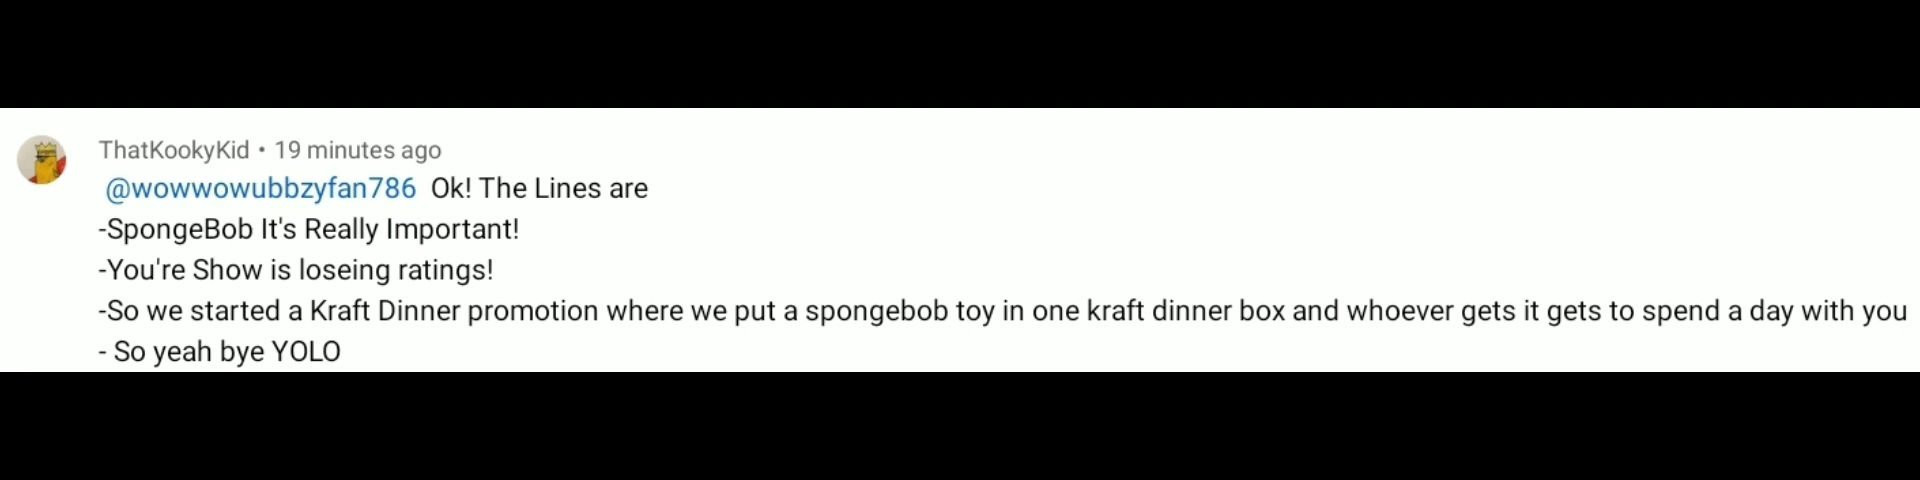 ThatKookyKid • 19 minutes ago
@wowwowubbzyfan786 Ok! The Lines are
-SpongeBob It's Really Important!
-You're Show is loseing ratings!
-So we started a Kraft Dinner promotion where we put a spongebob toy in one kraft dinner box and whoever gets it gets to spend a day with you
- So yeah bye YOLO